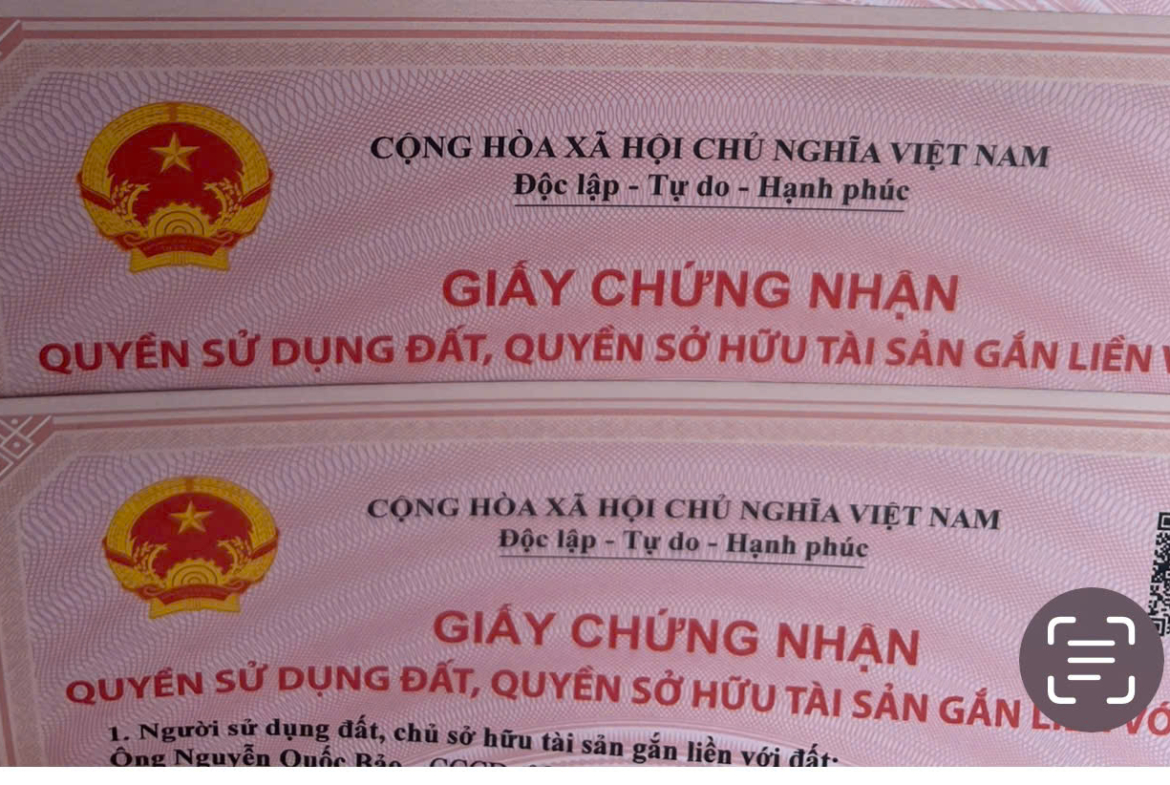 CỘNG HÒA XÃ HỘI CHỦ NGHĨA VIỆT NAM
Độc lập - Tự do - Hạnh phúc
GIẤY CHỨNG NHẬN
QUYỀN SỬ DỤNG ĐẤT, QUYỀN SỞ HỮU TÀI SẢN GẮN LIỀN
CỘNG HÒA XÃ HỘI CHỦ NGHĨA VIỆT NAM
Độc lập - Tự do - Hạnh phúc
GIẤY CHỨNG NHẬN
QUYỀN SỬ DỤNG ĐẤT, QUYỀN SỞ HỮU TÀI SẢN GẮN
1. Người sử dụng đất, chủ sở hữu tài sản gắn liền với đất:
Ông Nguyễn Quốc Bảo